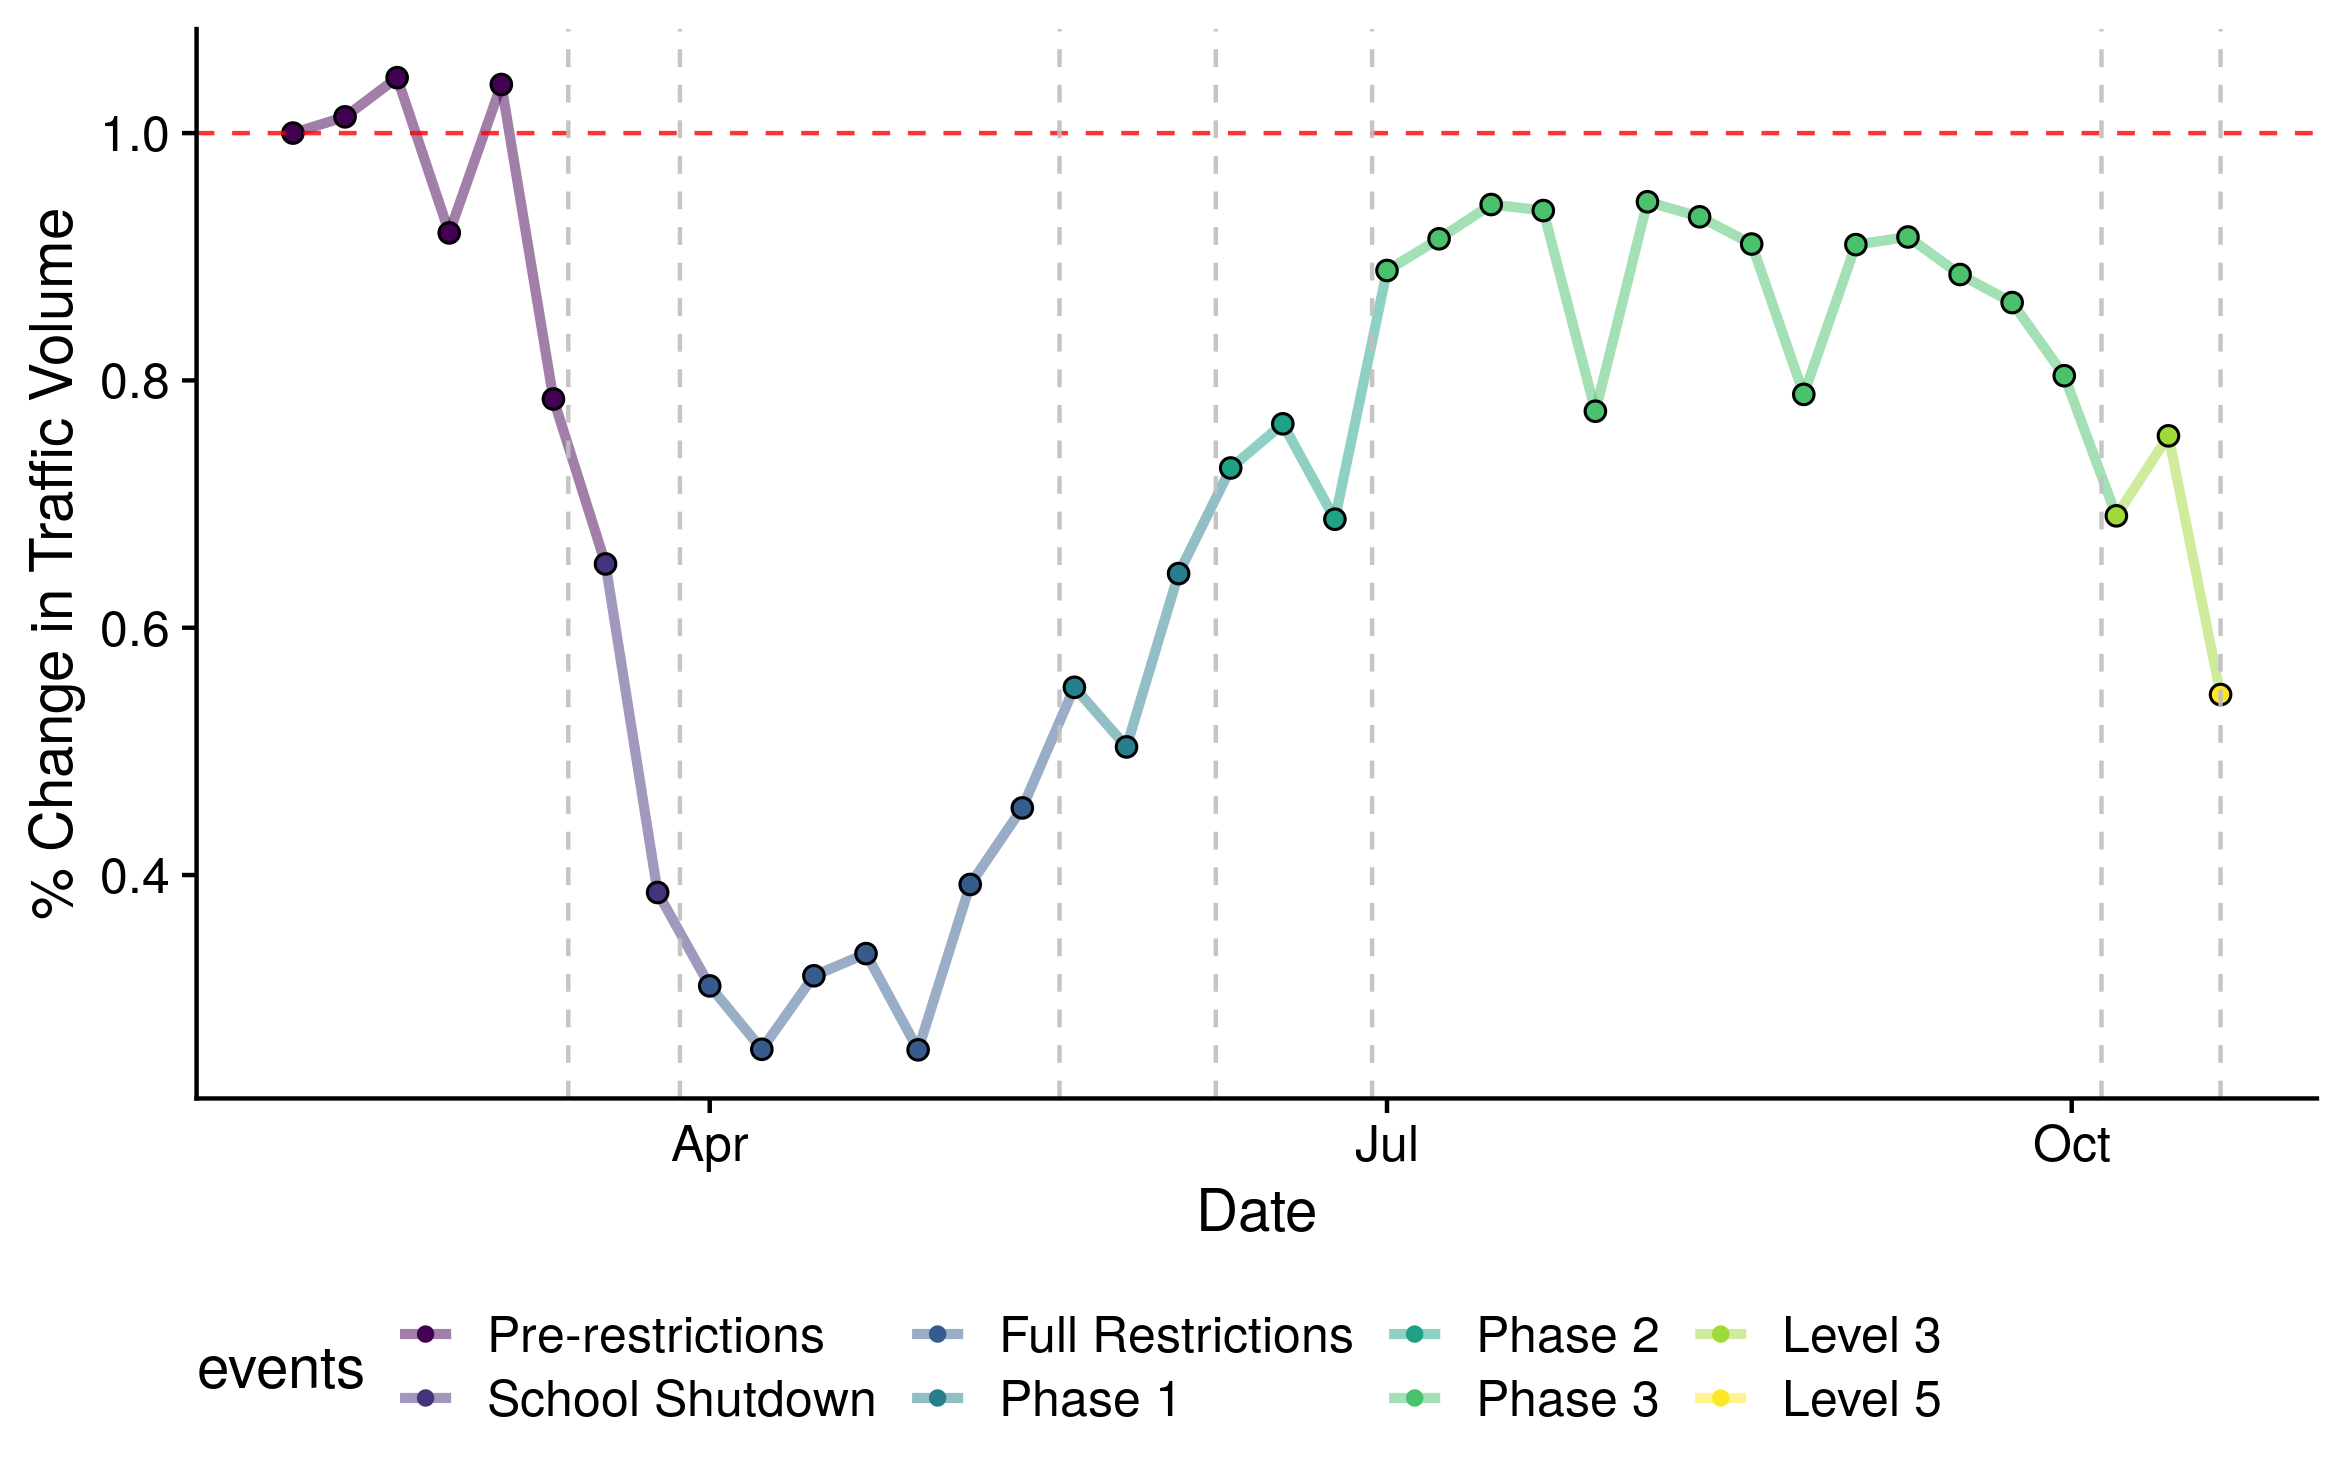 % Change in Traffic Volume
1.0
0.8
0.6
0.4
Apr Jul Oct
Date
events
Pre-restrictions Full Restrictions Phase 2 Level 3
School Shutdown Phase 1 Phase 3 Level 5